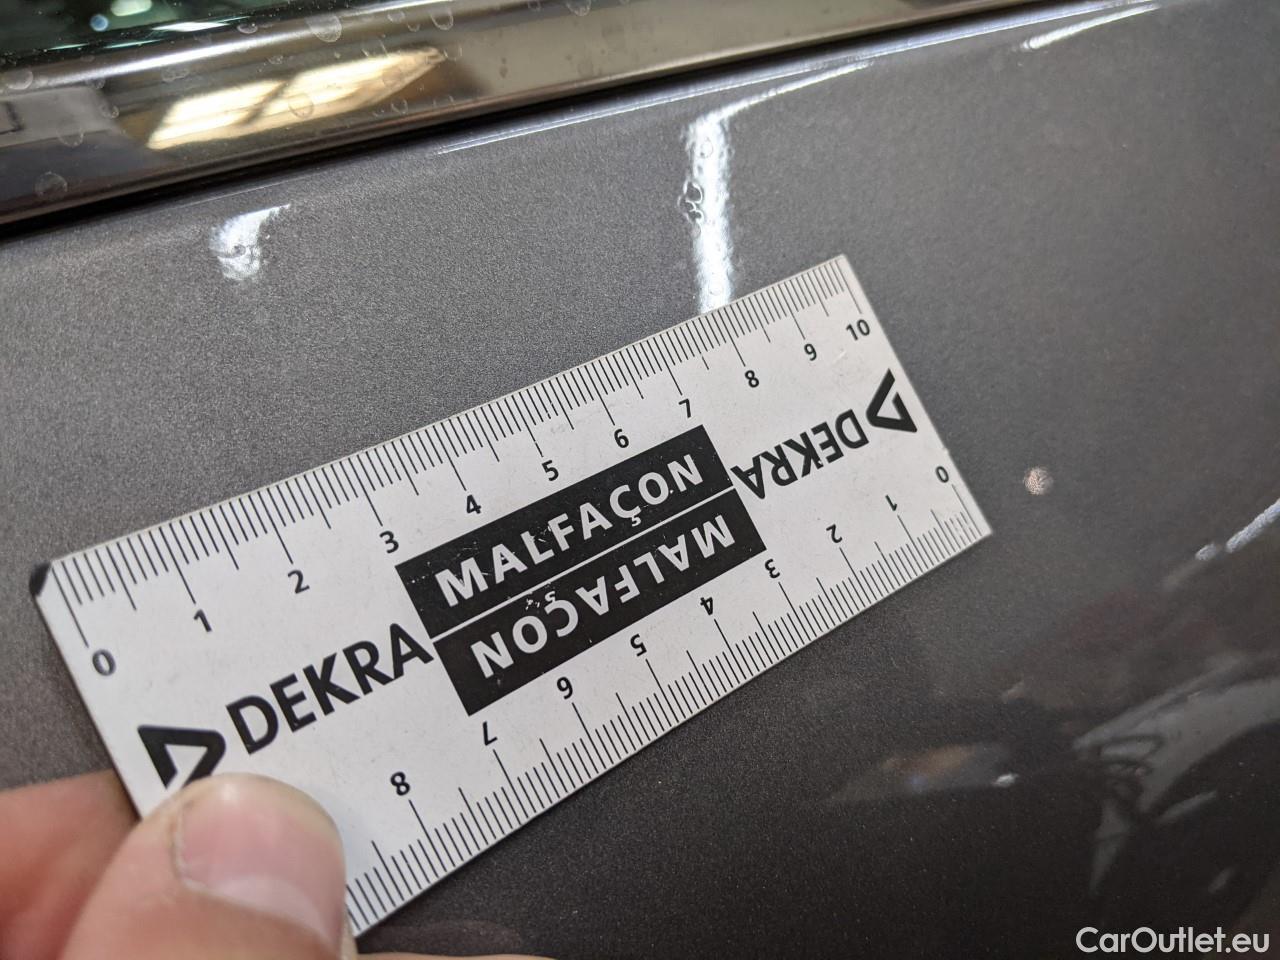 0 1 2 3 4 5 6 7 8 9 10
DEKRA
MALFAÇON
MALFAÇON
DEKRA
0 1 2 3 4 5 6 7 8
CarOutlet.eu